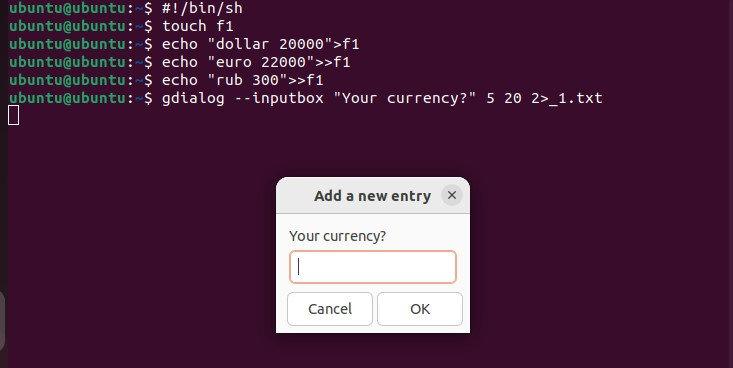 ubuntu@ubuntu:~$ #!/bin/sh
ubuntu@ubuntu:~$ touch f1
ubuntu@ubuntu:~$ echo "dollar 20000">f1
ubuntu@ubuntu:~$ echo "euro 22000">>f1
ubuntu@ubuntu:~$ echo "rub 300">>f1
ubuntu@ubuntu:~$ gdialog --inputbox "Your currency?" 5 20 2>_1.txt
Add a new entry
Your currency?
Cancel OK